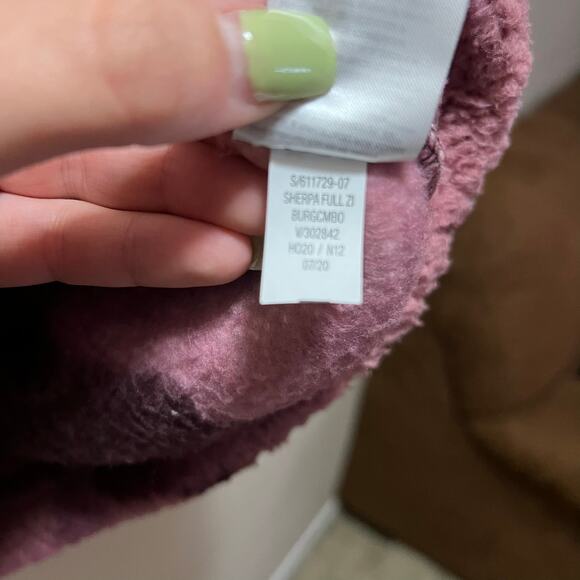 S/611729-07
SHERPA FULL ZI
BURGCMBO
V/302842
HO20 / N12
07/20